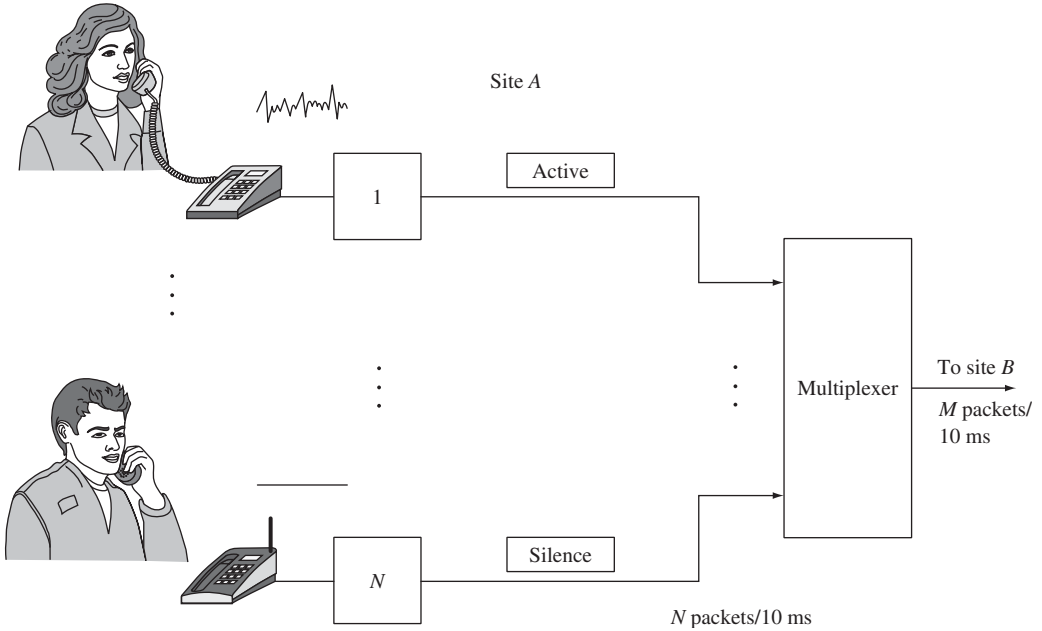 Site A
1
Active
Multiplexer
To site B
M packets/
10 ms
N
Silence
N packets/10 ms